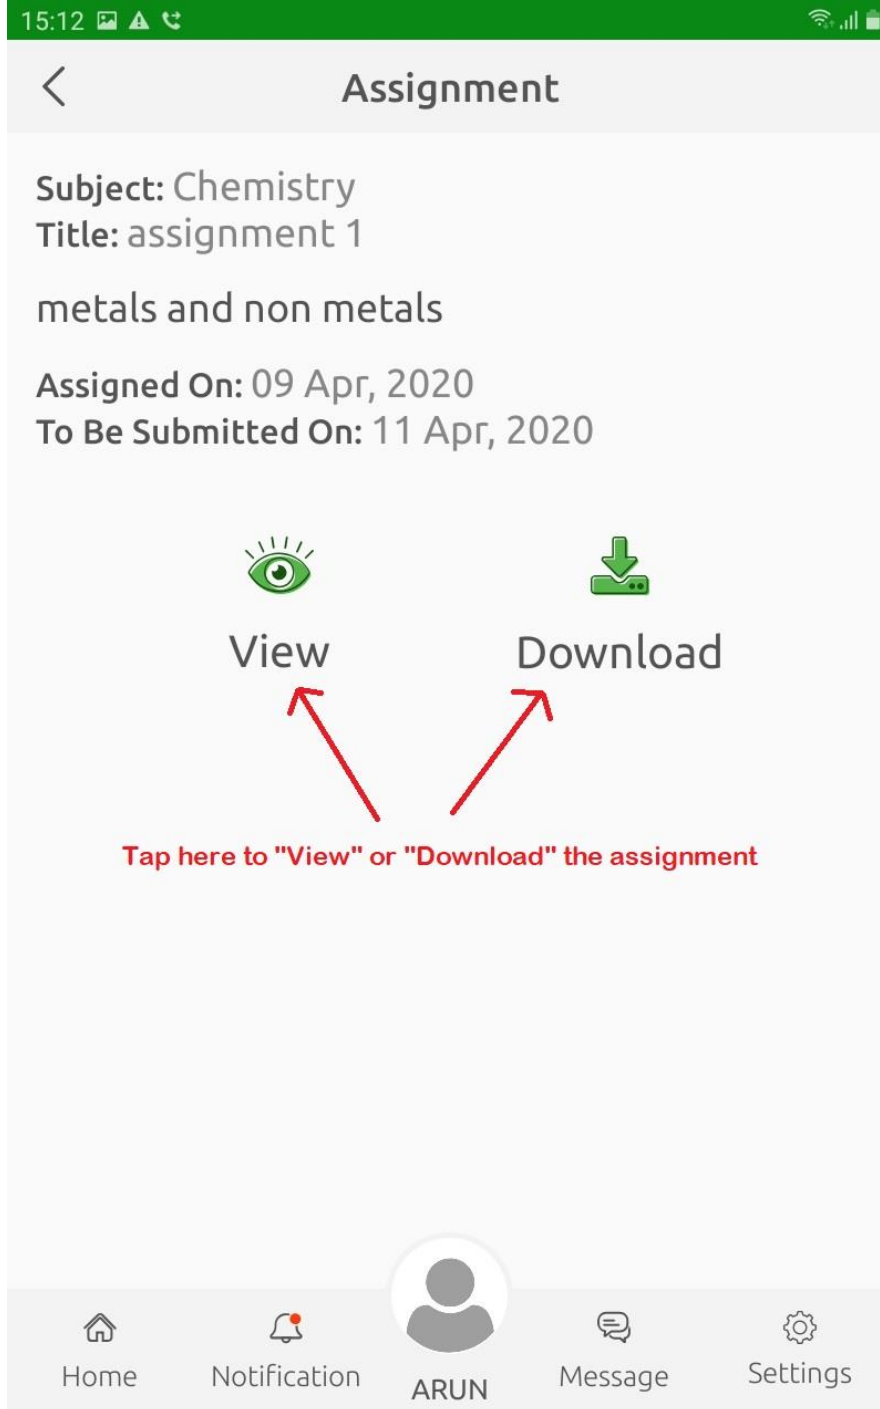 15:12
Assignment
Subject: Chemistry
Title: assignment 1
metals and non metals
Assigned On: 09 Apr, 2020
To Be Submitted On: 11 Apr, 2020
View Download
Tap here to "View" or "Download" the assignment
Home Notification ARUN Message Settings